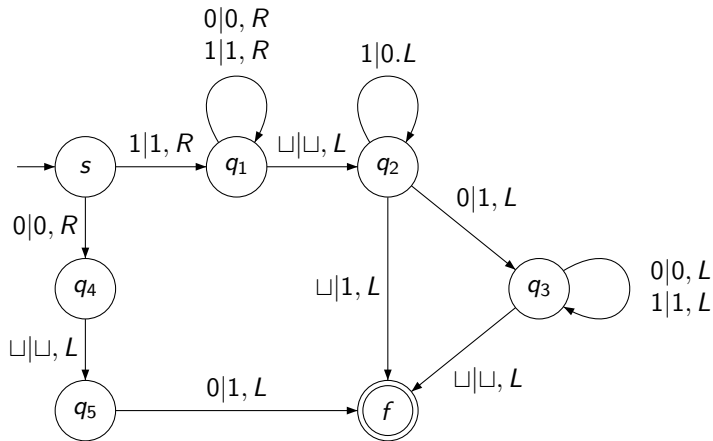 0|0, R
1|1, R
1|0.L
s
1|1, R
q₁
⊔|⊔, L
q₂
0|0, R
0|1, L
q₄
⊔|1, L
q₃
0|0, L
1|1, L
⊔|⊔, L
⊔|⊔, L
q₅
0|1, L
f